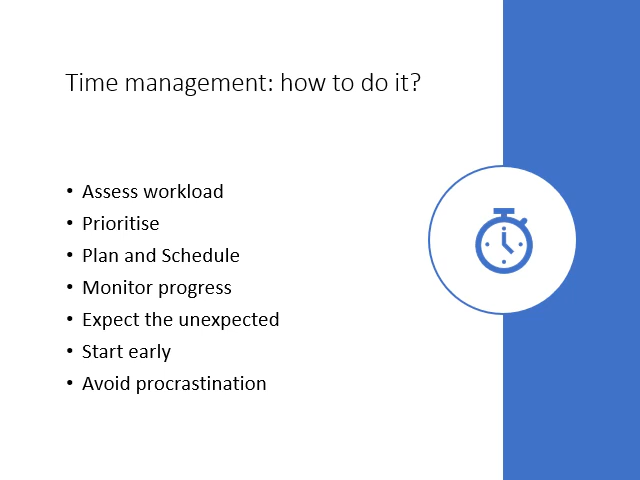 Time management: how to do it?
• Assess workload
• Prioritise
• Plan and Schedule
• Monitor progress
• Expect the unexpected
• Start early
• Avoid procrastination